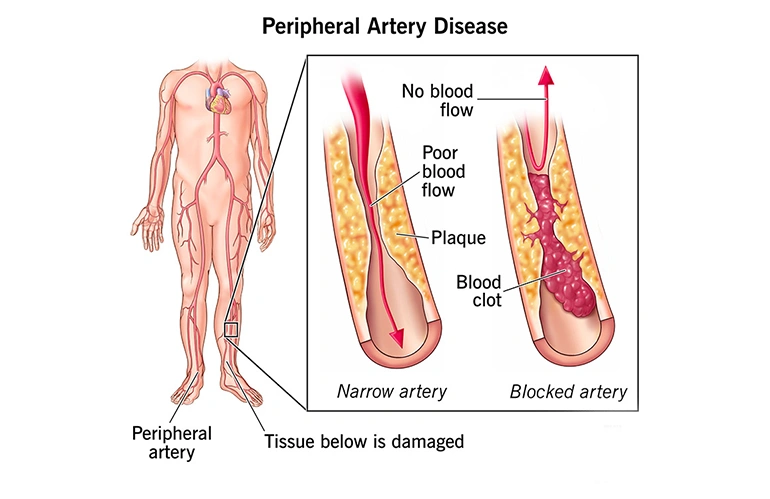 Peripheral Artery Disease
No blood
flow
Poor
blood
flow
Plaque
Blood
clot
Narrow artery
Blocked artery
Peripheral
artery
Tissue below is damaged